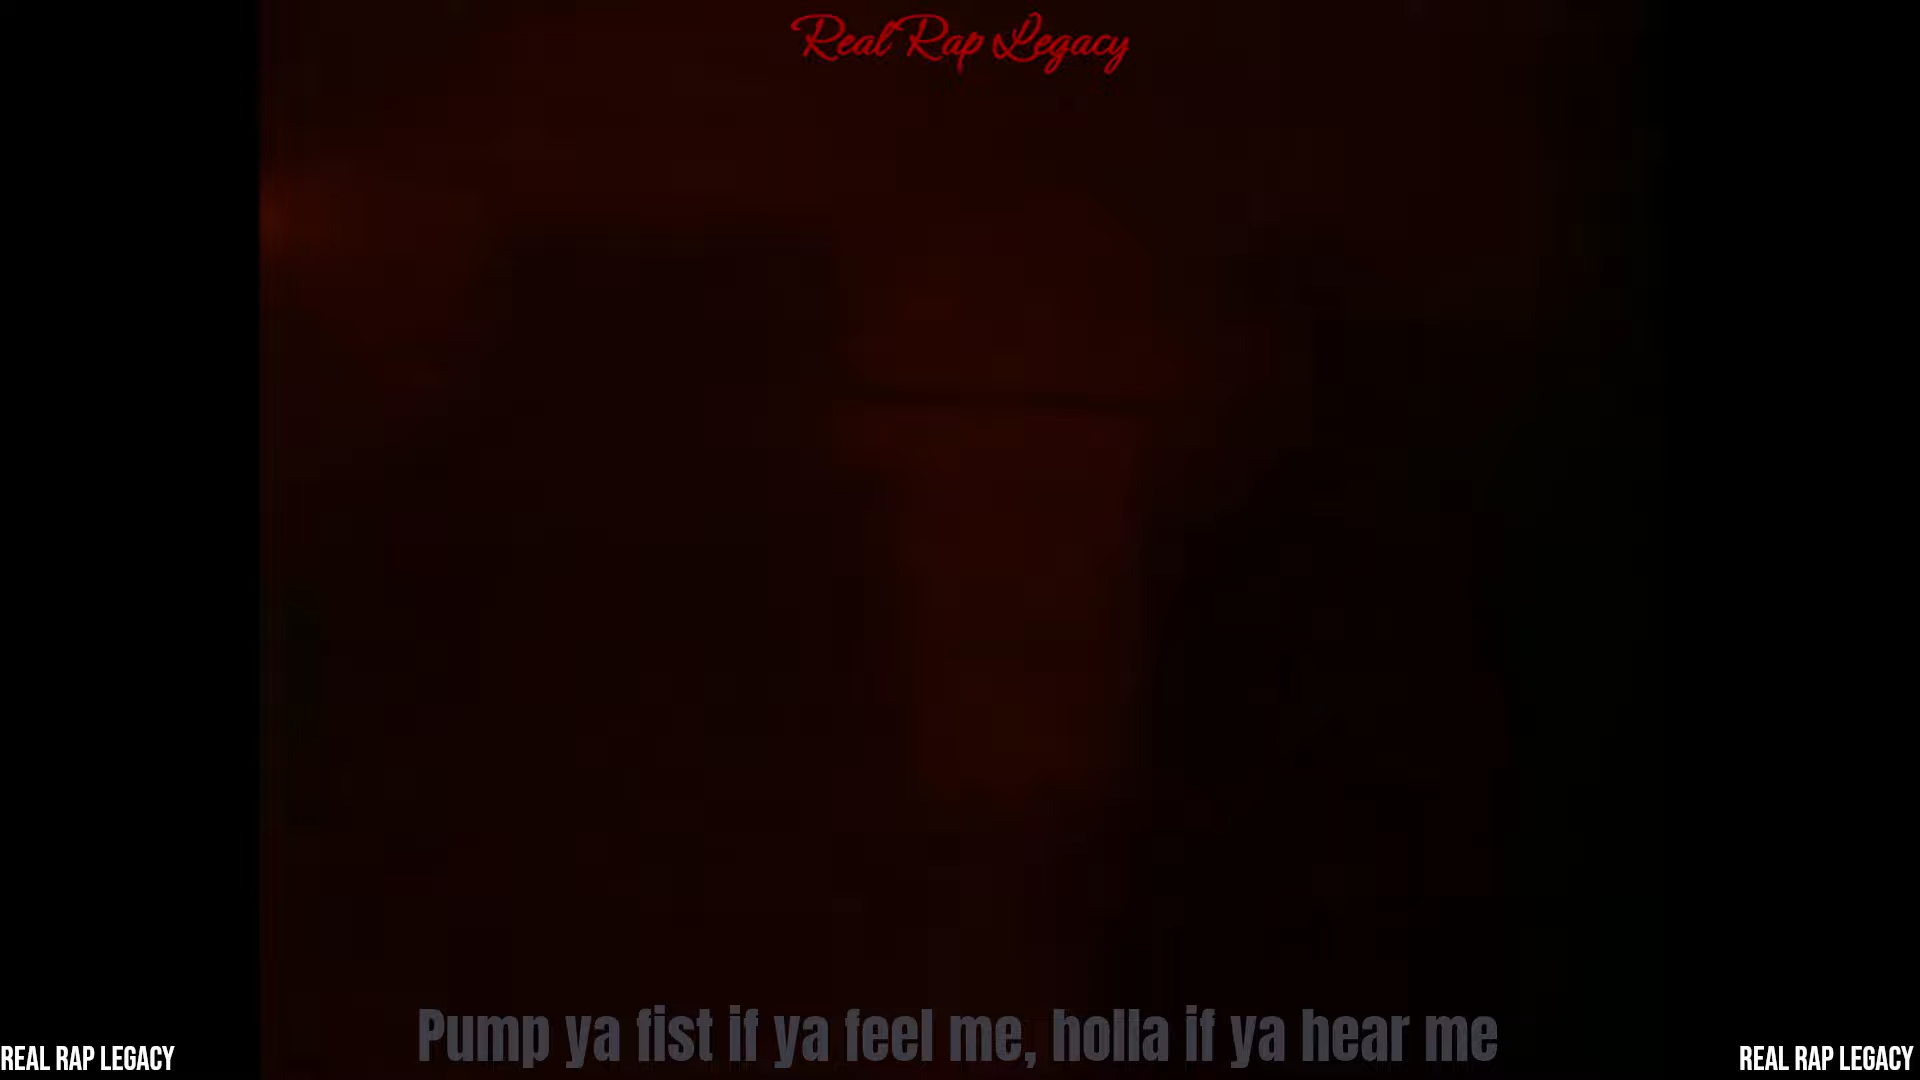 Real Rap Legacy
Pump ya fist if ya feel me, holla if ya hear me
REAL RAP LEGACY
REAL RAP LEGACY